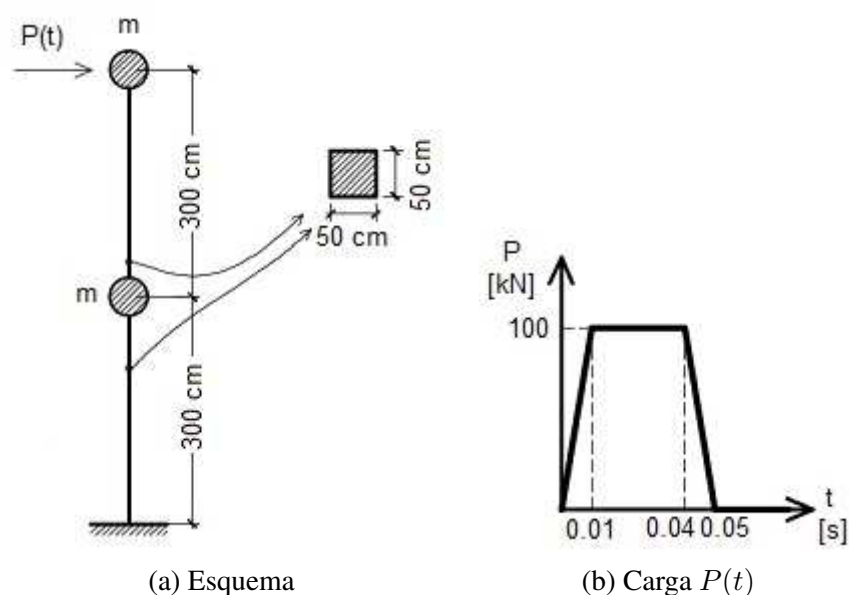 m
P(t)
300 cm
50 cm
50 cm
m
300 cm
P
[kN]
100
0.01
0.04
0.05
t
[s]
(a) Esquema
(b) Carga P(t)